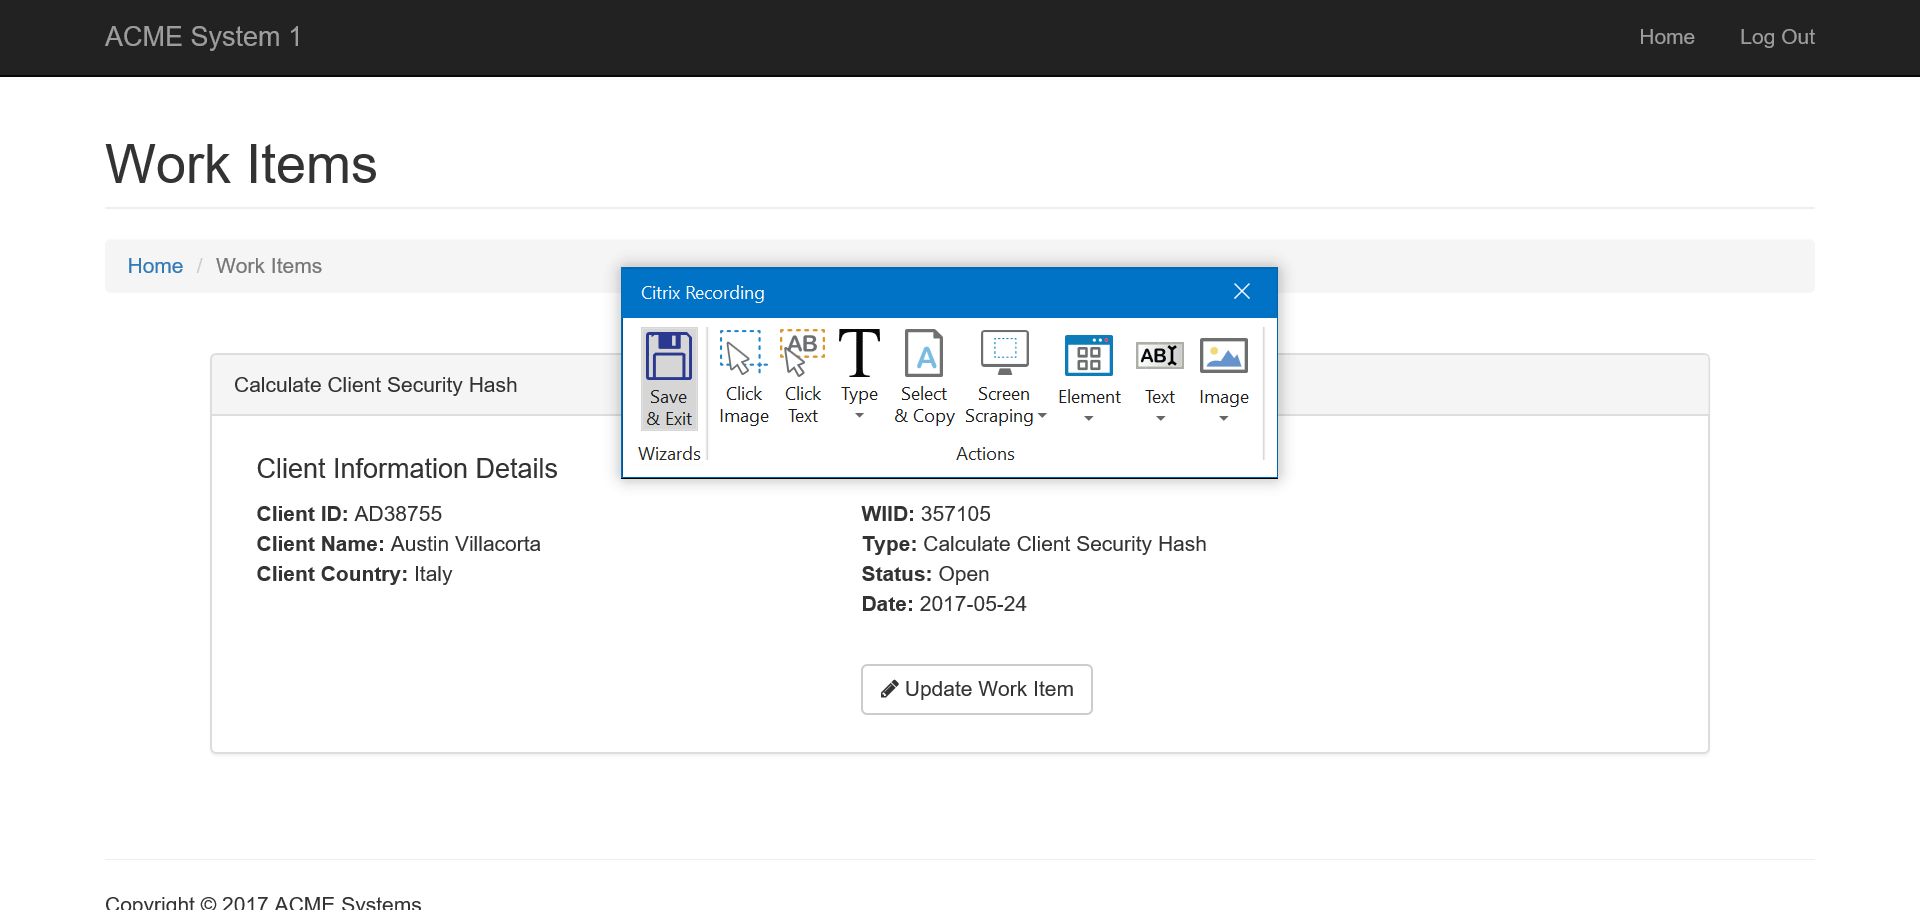 ACME System 1
Home
Log Out
Work Items
Home / Work Items
Citrix Recording
Save & Exit
Click Image
Click Text
Type
Select & Copy
Screen Scraping
Element
Text
Image
Wizards
Actions
AB
A
ABI
Calculate Client Security Hash
Client Information Details
Client ID: AD38755
Client Name: Austin Villacorta
Client Country: Italy
WIID: 357105
Type: Calculate Client Security Hash
Status: Open
Date: 2017-05-24
Update Work Item
Copyright © 2017 ACME Systems